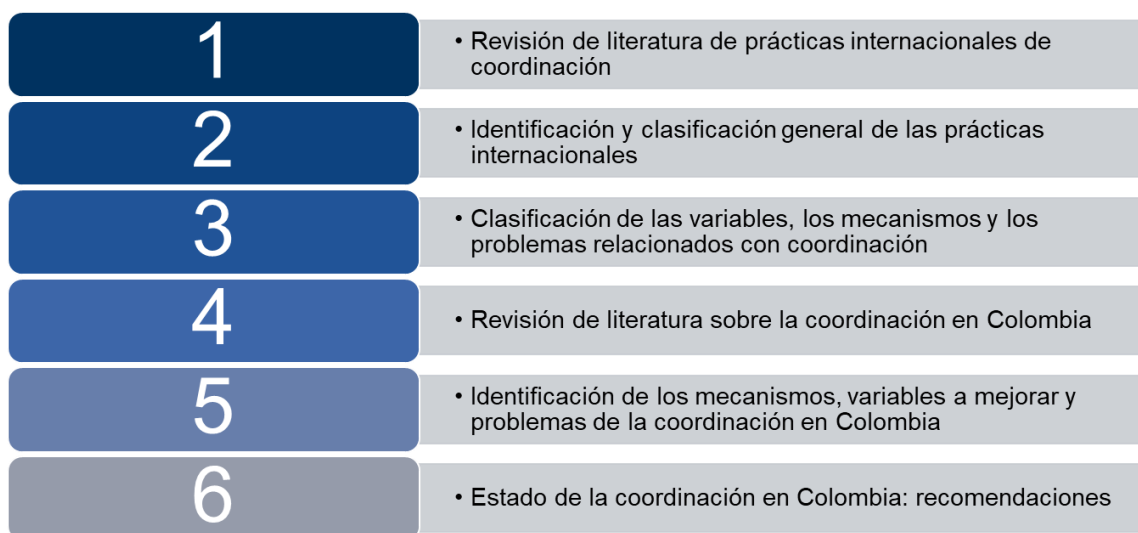 1
• Revisión de literatura de prácticas internacionales de
coordinación
2
• Identificación y clasificación general de las prácticas
internacionales
3
• Clasificación de las variables, los mecanismos y los
problemas relacionados con coordinación
4
• Revisión de literatura sobre la coordinación en Colombia
5
• Identificación de los mecanismos, variables a mejorar y
problemas de la coordinación en Colombia
6
• Estado de la coordinación en Colombia: recomendaciones